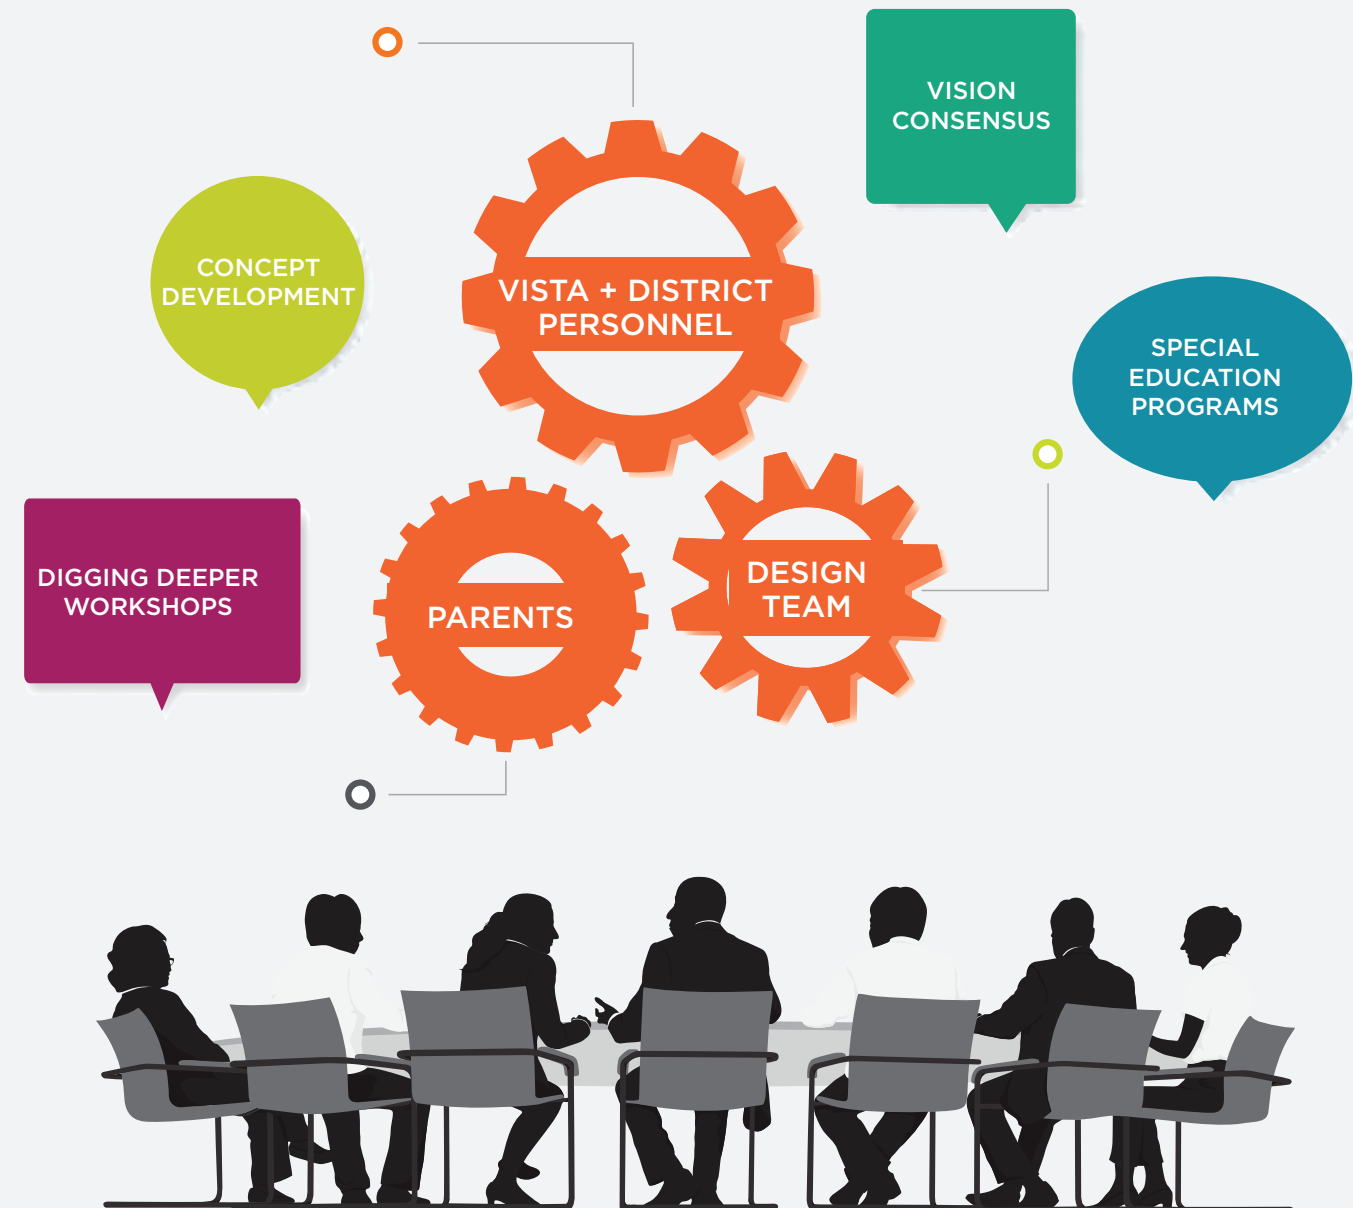 VISION
CONSENSUS
CONCEPT
DEVELOPMENT
VISTA + DISTRICT
PERSONNEL
SPECIAL
EDUCATION
PROGRAMS
DIGGING DEEPER
WORKSHOPS
PARENTS
DESIGN
TEAM